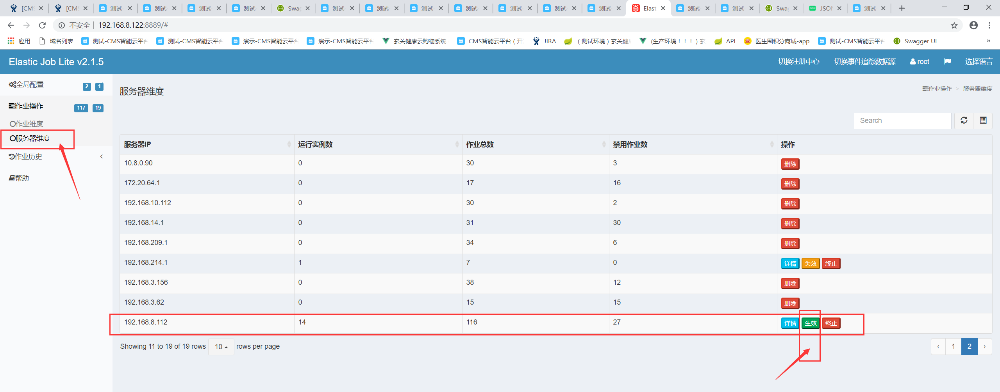 [CM
[CM
测试-
测试-
测试-
测试-
Swag
测试-
测试-
测试-
测试-
测试-
测试-
测试
Elast
测试-
测试
Swag
JSON
测试
不安全 | 192.168.8.122:8889/#
应用
域名列表
测试-CMS智能云平台
测试-CMS智能云平台
演示-CMS智能云平台
演示-CMS智能云平台
玄关健康云购物系统
CMS智能云平台（开
JIRA
（测试环境）玄关健
(生产环境！！！）玄
API
医生圈积分商城-app
测试-CMS智能云平台
Swagger UI
»
Elastic Job Lite v2.1.5
切换注册中心
切换事件追踪数据源
root
选择语言
全局配置 2 1
作业操作 117 19
作业维度
服务器维度
作业历史
帮助
服务器维度
作业操作 > 服务器维度
Search
服务器IP 运行实例数 作业总数 禁用作业数 操作
10.8.0.90 0 30 3 删除
172.20.64.1 0 17 16 删除
192.168.10.112 0 30 2 删除
192.168.14.1 0 31 30 删除
192.168.209.1 0 34 6 删除
192.168.214.1 1 7 0 详情 失效 终止
192.168.3.156 0 38 12 删除
192.168.3.62 0 15 15 删除
192.168.8.112 14 116 27 详情 生效 终止
Showing 11 to 19 of 19 rows 10 rows per page
‹ 1 2 ›